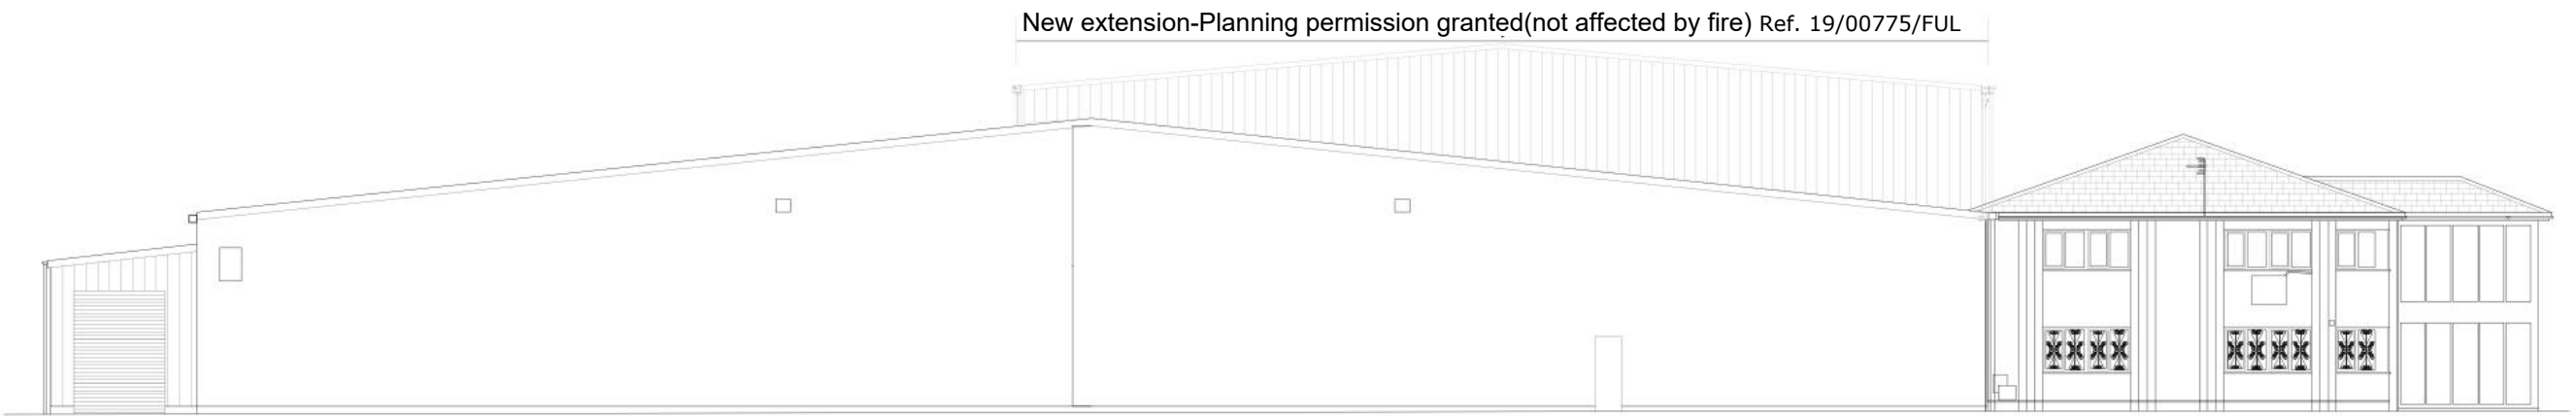 New extension-Planning permission granted(not affected by fire) Ref. 19/00775/FUL